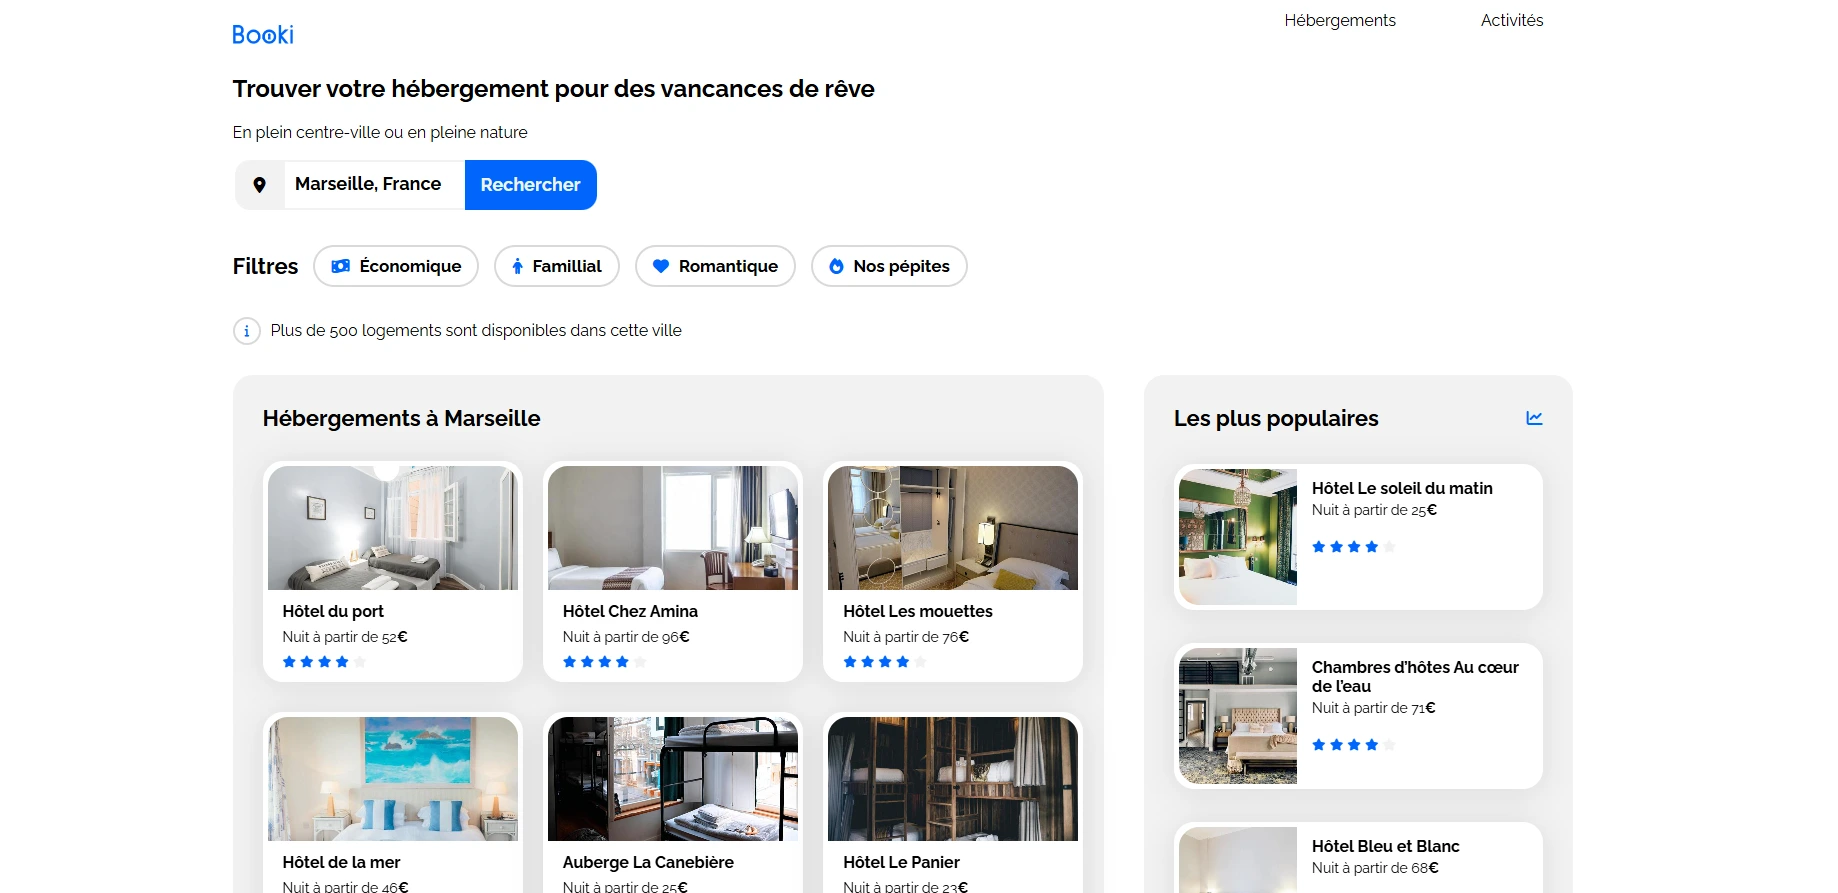 Booki
Hébergements
Activités
Trouver votre hébergement pour des vancances de rêve
En plein centre-ville ou en pleine nature
Marseille, France
Rechercher
Filtres
Économique
Famillial
Romantique
Nos pépites
Plus de 500 logements sont disponibles dans cette ville
Hébergements à Marseille
Hôtel du port
Nuit à partir de 52€
Hôtel Chez Amina
Nuit à partir de 96€
Hôtel Les mouettes
Nuit à partir de 76€
Hôtel de la mer
Nuit à partir de 46€
Auberge La Canebière
Nuit à partir de 25€
Hôtel Le Panier
Nuit à partir de 23€
Les plus populaires
Hôtel Le soleil du matin
Nuit à partir de 25€
Chambres d'hôtes Au cœur
de l'eau
Nuit à partir de 71€
Hôtel Bleu et Blanc
Nuit à partir de 68€